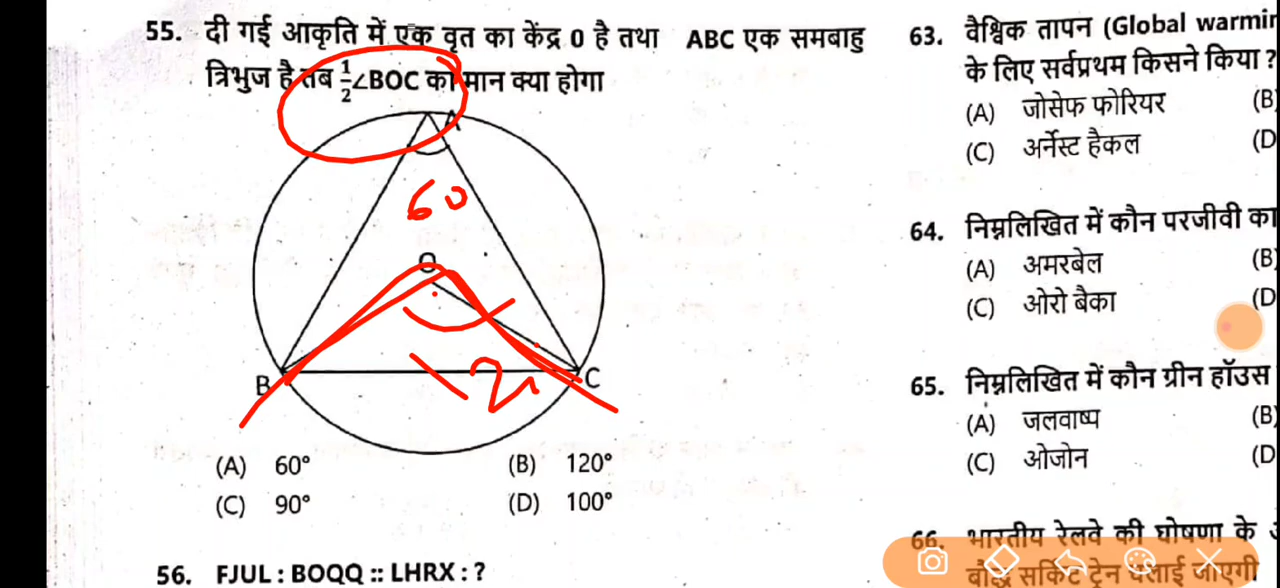 55. दी गई आकृति में एक वृत का केंद्र 0 है तथा ABC एक समबाहु
त्रिभुज है तब 1/2 ∠BOC का मान क्या होगा
A
60
O
B
C
(A) 60°
(B) 120°
(C) 90°
(D) 100°
56. FJUL : BOQQ :: LHRX : ?
63. वैश्विक तापन (Global warmin
के लिए सर्वप्रथम किसने किया ?
(A) जोसेफ फोरियर
(B
(C) अर्नेस्ट हैकल
(D
64. निम्नलिखित में कौन परजीवी का
(A) अमरबेल
(B)
(C) ओरो बैंका
(D
65. निम्नलिखित में कौन ग्रीन हॉउस
(A) जलवाष्प
(B)
(C) ओजोन
(D
66. भारतीय रेलवे की घोषणा के
बौद्ध सर्किट ट्रेन